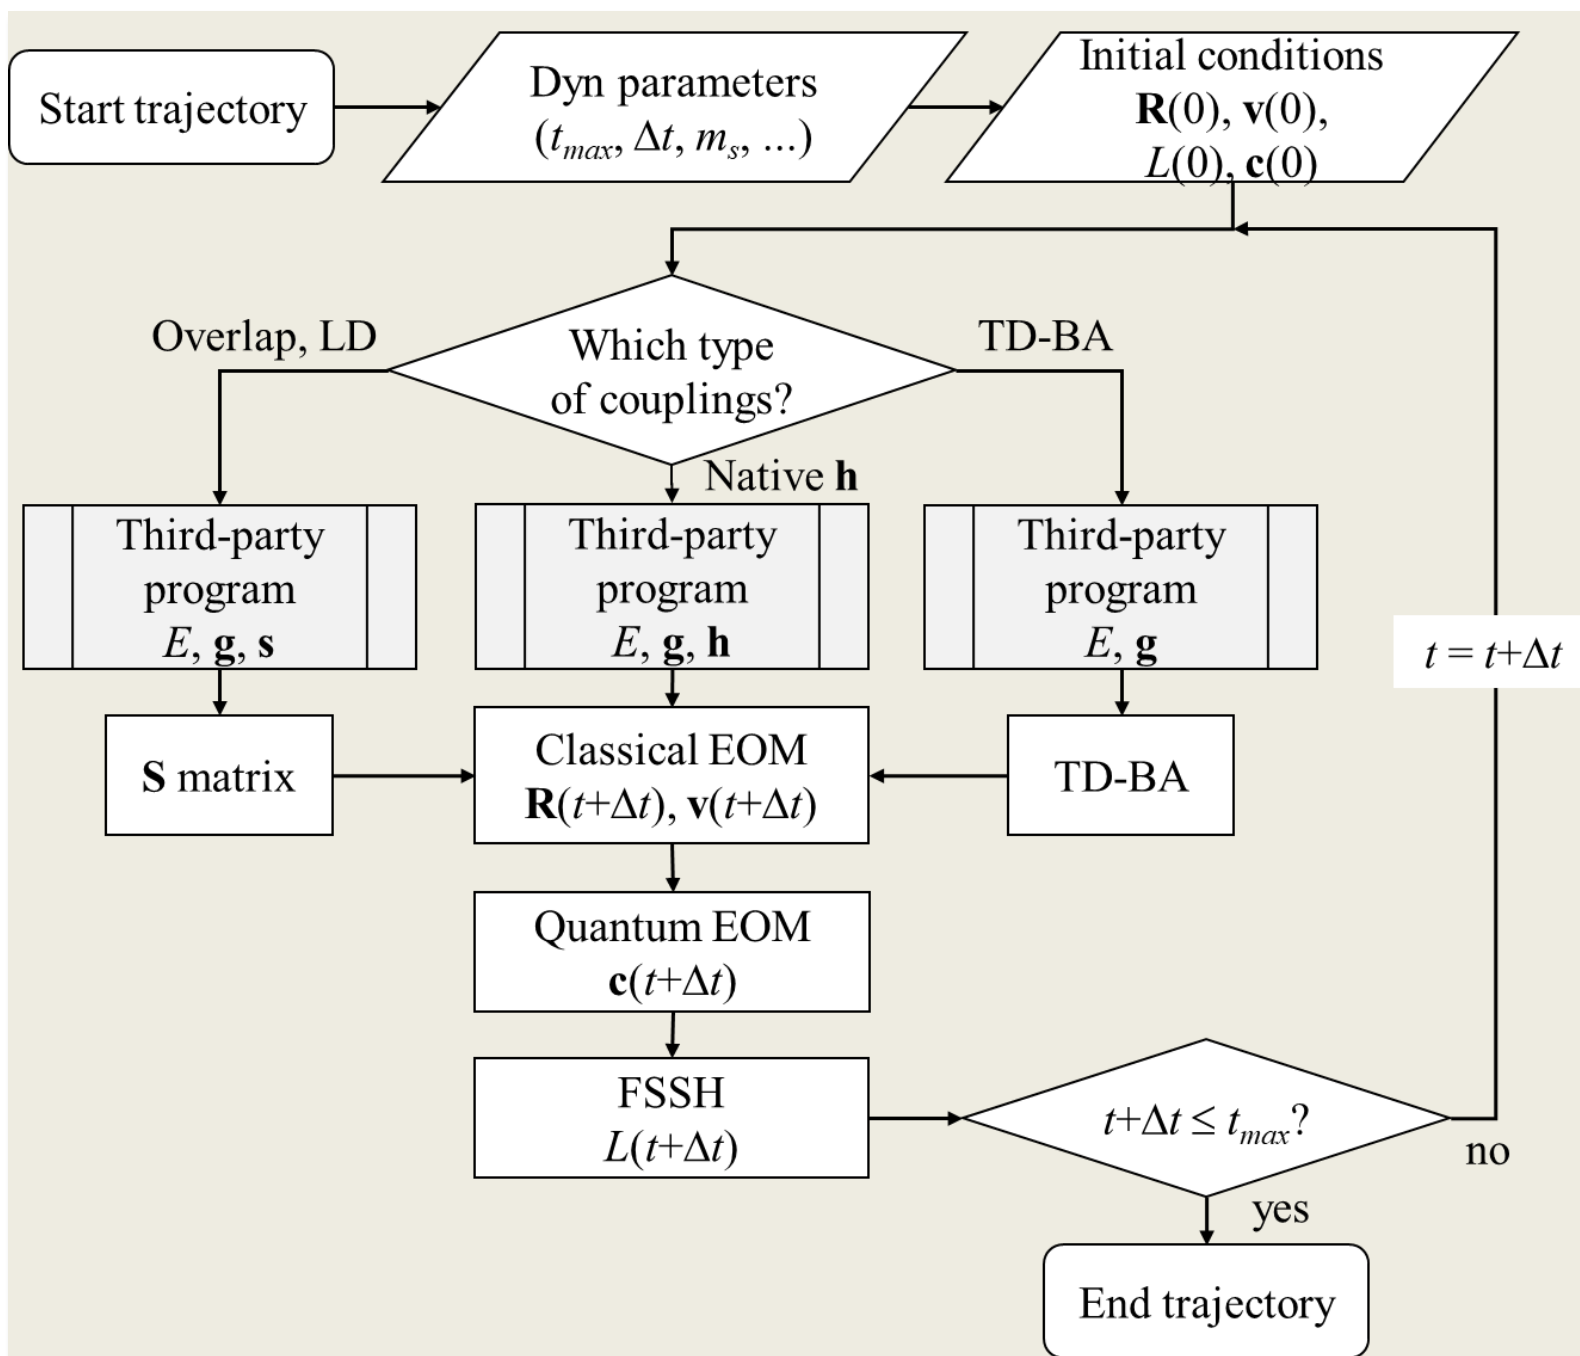 Start trajectory
Dyn parameters
(tmax, Δt, ms, ...)
Initial conditions
R(0), v(0),
L(0), c(0)
Overlap, LD
Which type
of couplings?
TD-BA
Native h
Third-party
program
E, g, s
Third-party
program
E, g, h
Third-party
program
E, g
t = t+Δt
S matrix
Classical EOM
R(t+Δt), v(t+Δt)
TD-BA
Quantum EOM
c(t+Δt)
FSSH
L(t+Δt)
t+Δt ≤ tmax?
no
yes
End trajectory